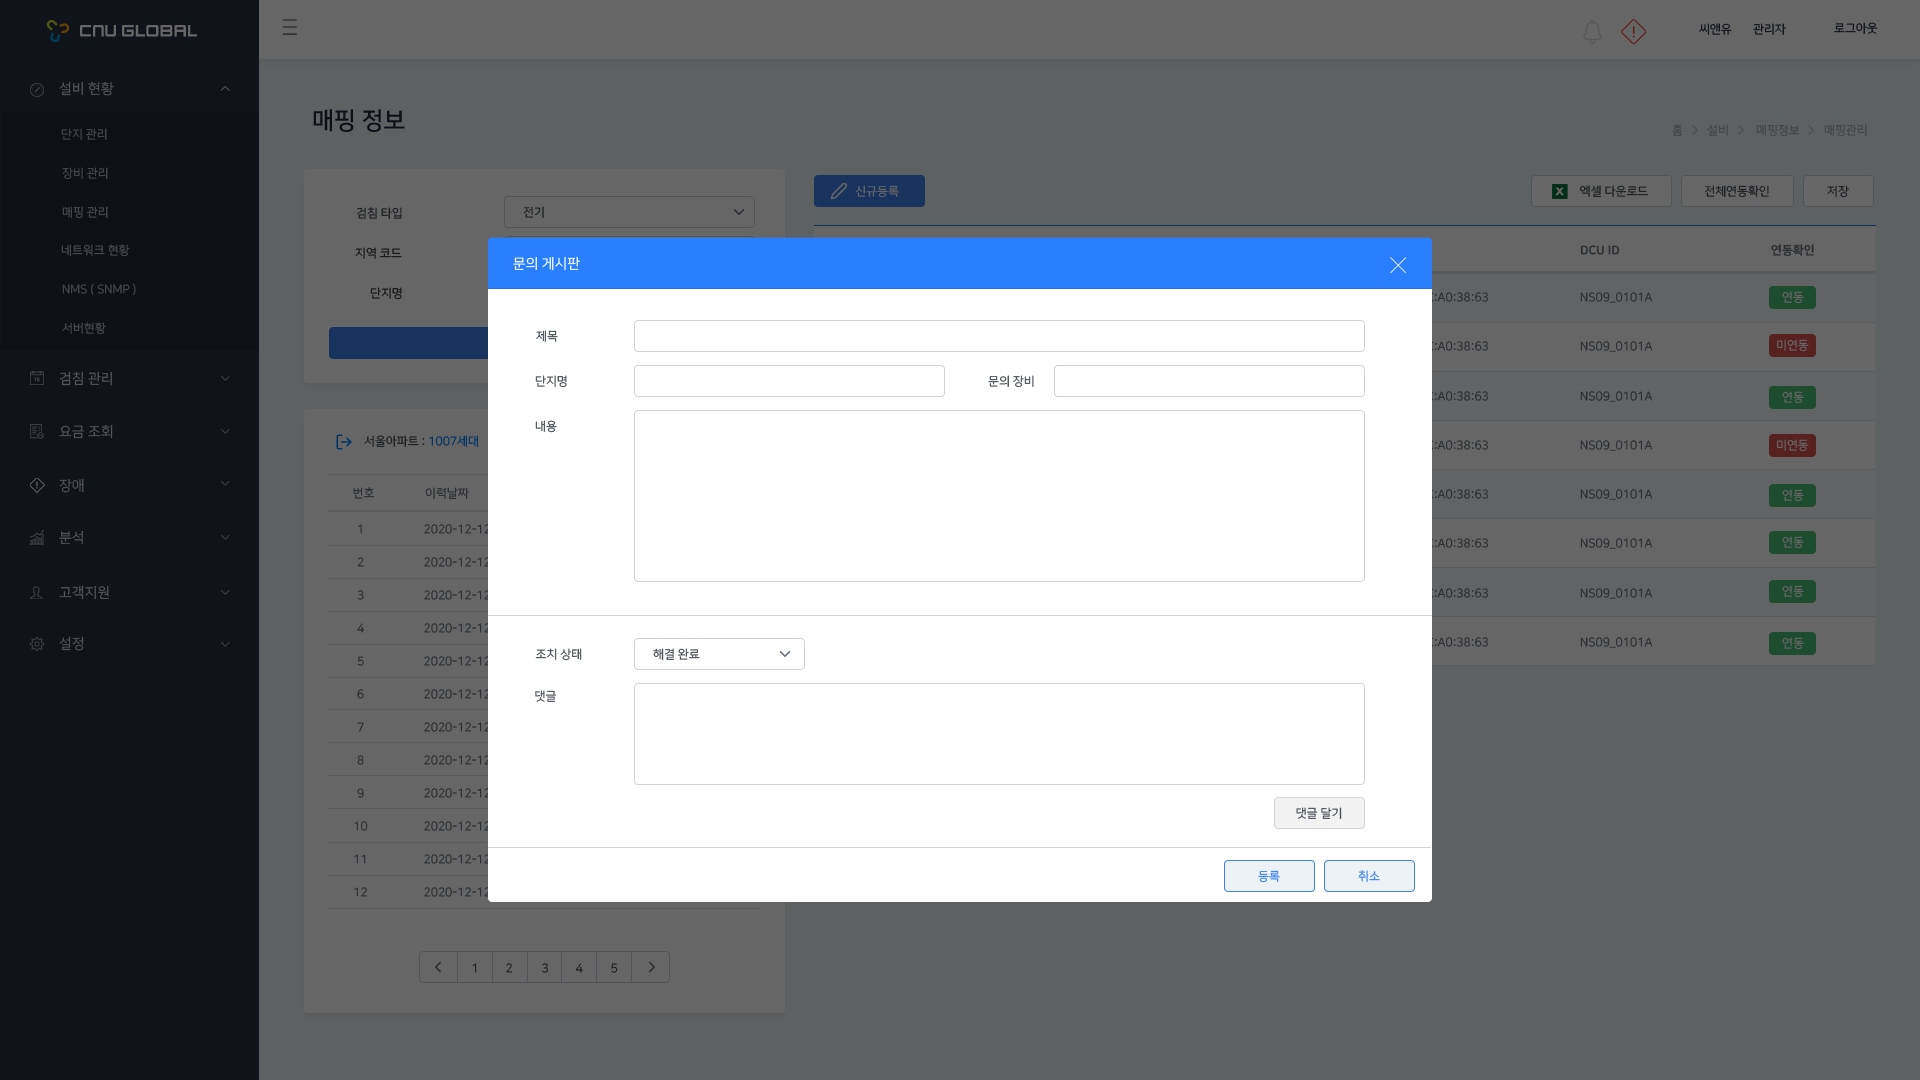 CNU GLOBAL
씨앤유 관리자 로그아웃
설비 현황
단지 관리
장비 관리
매핑 관리
네트워크 현황
NMS ( SNMP )
서버현황
검침 관리
요금 조회
장애
분석
고객지원
설정
매핑 정보
홈 > 설비 > 매핑정보 > 매핑관리
검침 타입 전기
지역 코드
단지명
서울아파트 : 1007세대
번호 이력날짜
1 2020-12-12
2 2020-12-12
3 2020-12-12
4 2020-12-12
5 2020-12-12
6 2020-12-12
7 2020-12-12
8 2020-12-12
9 2020-12-12
10 2020-12-12
11 2020-12-12
12 2020-12-12
1 2 3 4 5
신규등록 엑셀 다운로드 전체연동확인 저장
DCU ID 연동확인
:A0:38:63 NS09_0101A 연동
:A0:38:63 NS09_0101A 미연동
:A0:38:63 NS09_0101A 연동
:A0:38:63 NS09_0101A 미연동
:A0:38:63 NS09_0101A 연동
:A0:38:63 NS09_0101A 연동
:A0:38:63 NS09_0101A 연동
:A0:38:63 NS09_0101A 연동
문의 게시판
제목
단지명 문의 장비
내용
조치 상태 해결 완료
댓글
댓글 달기
등록 취소